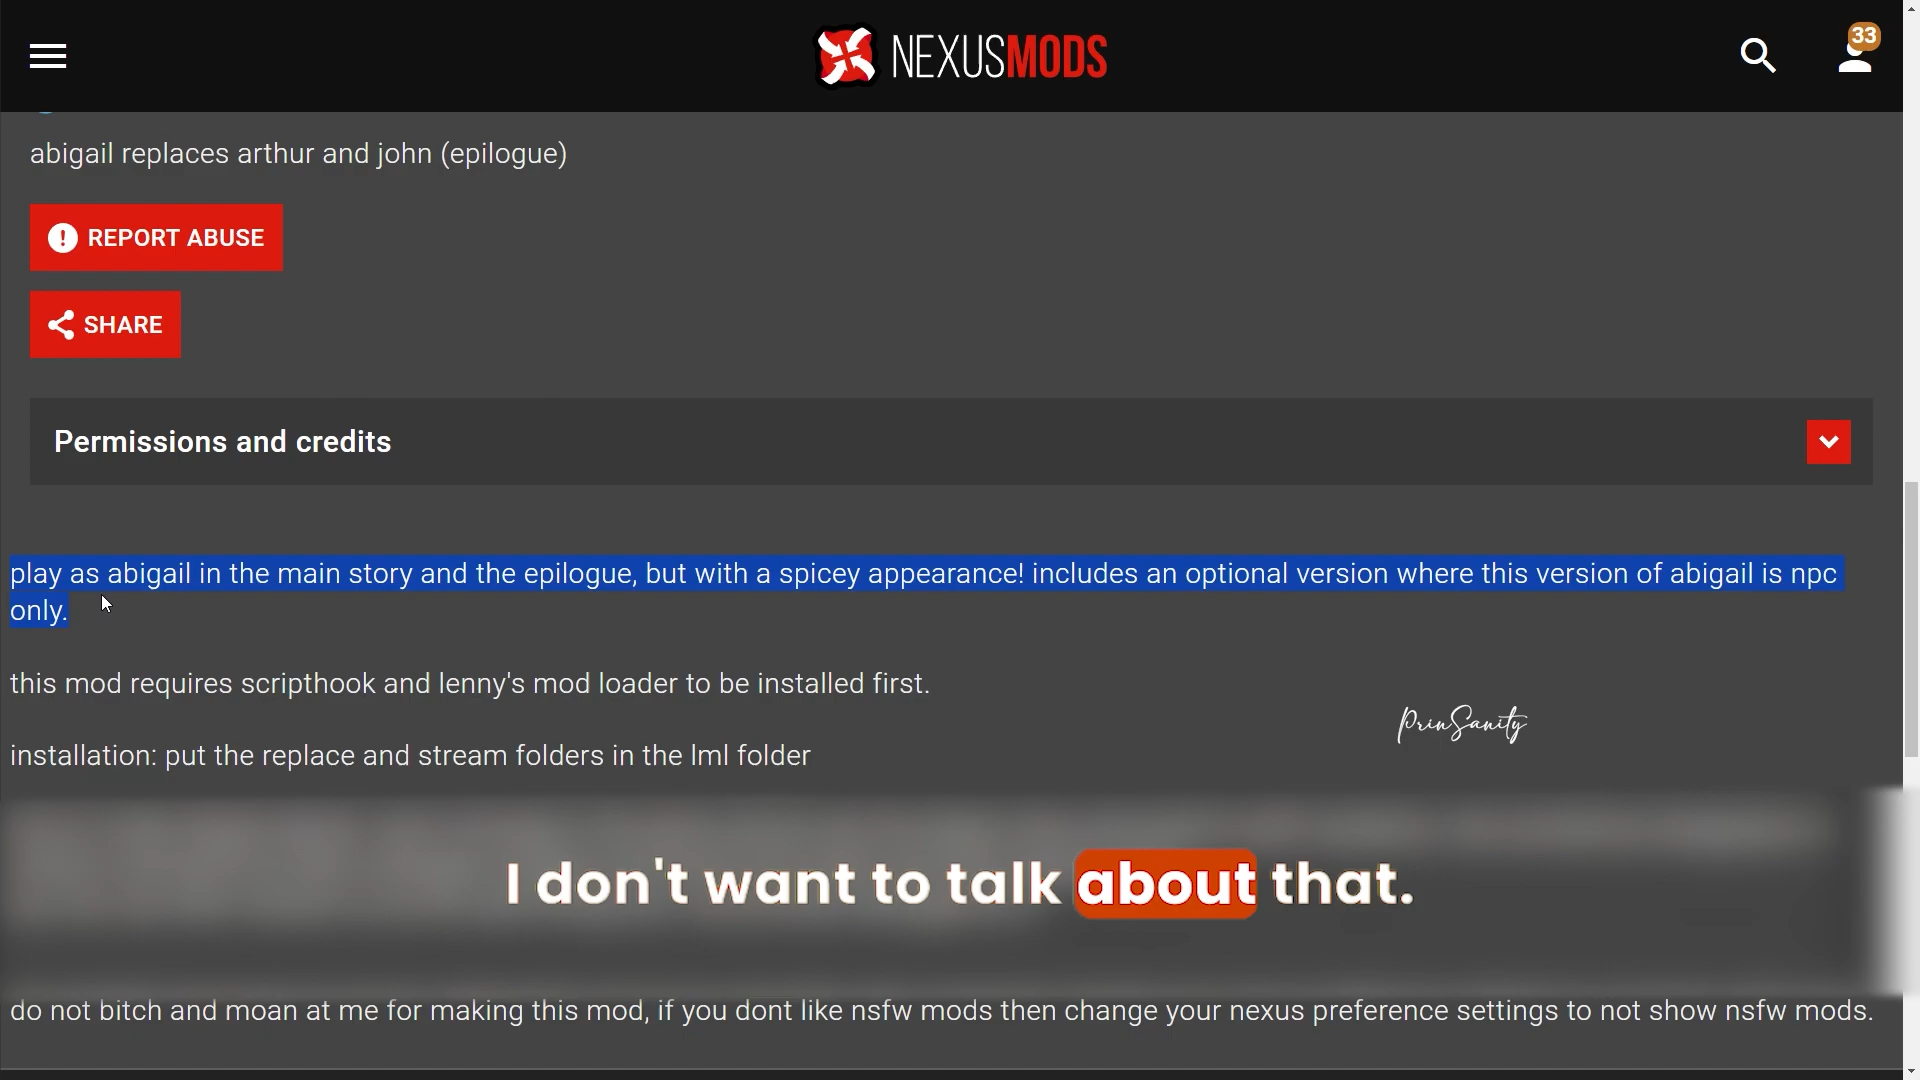 NEXUSMODS
33
abigail replaces arthur and john (epilogue)
REPORT ABUSE
SHARE
Permissions and credits
play as abigail in the main story and the epilogue, but with a spicey appearance! includes an optional version where this version of abigail is npc
only.
this mod requires scripthook and lenny's mod loader to be installed first.
PrinSanity
installation: put the replace and stream folders in the lml folder
I don't want to talk about that.
do not bitch and moan at me for making this mod, if you dont like nsfw mods then change your nexus preference settings to not show nsfw mods.